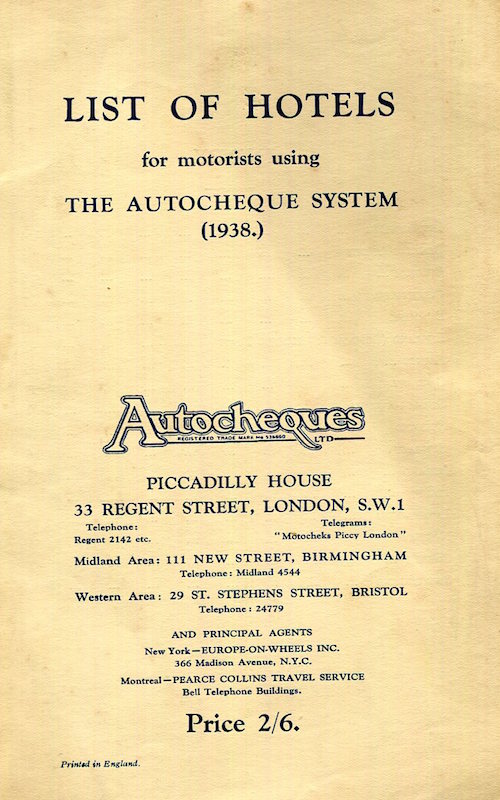 LIST OF HOTELS
for motorists using
THE AUTOCHEQUE SYSTEM
(1938.)
Autocheques
REGISTERED TRADE MARK No 536660
LTD
PICCADILLY HOUSE
33 REGENT STREET, LONDON, S.W.1
Telephone:
Regent 2142 etc.
Telegrams:
"Motocheks Piccy London"
Midland Area: 111 NEW STREET, BIRMINGHAM
Telephone: Midland 4544
Western Area: 29 ST. STEPHENS STREET, BRISTOL
Telephone: 24779
AND PRINCIPAL AGENTS
New York—EUROPE-ON-WHEELS INC.
366 Madison Avenue, N.Y.C.
Montreal—PEARCE COLLINS TRAVEL SERVICE
Bell Telephone Buildings.
Price 2/6.
Printed in England.